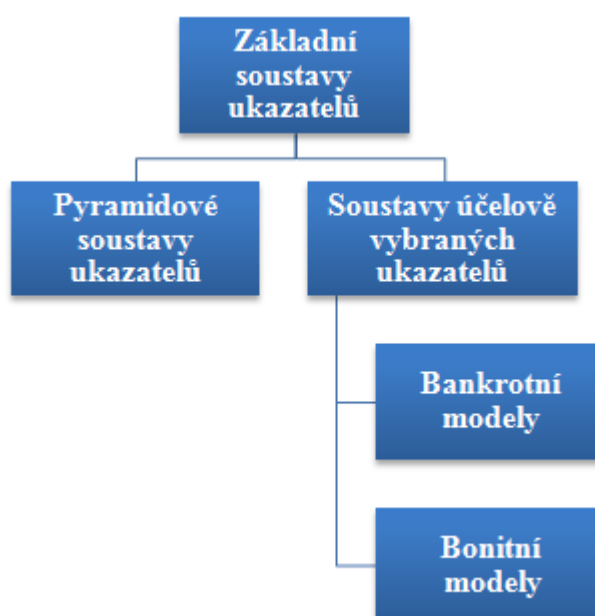 Základní
soustavy
ukazatelů
Pyramidové
soustavy
ukazatelů
Soustavy účelově
vybraných
ukazatelů
Bankrotní
modely
Bonitní
modely